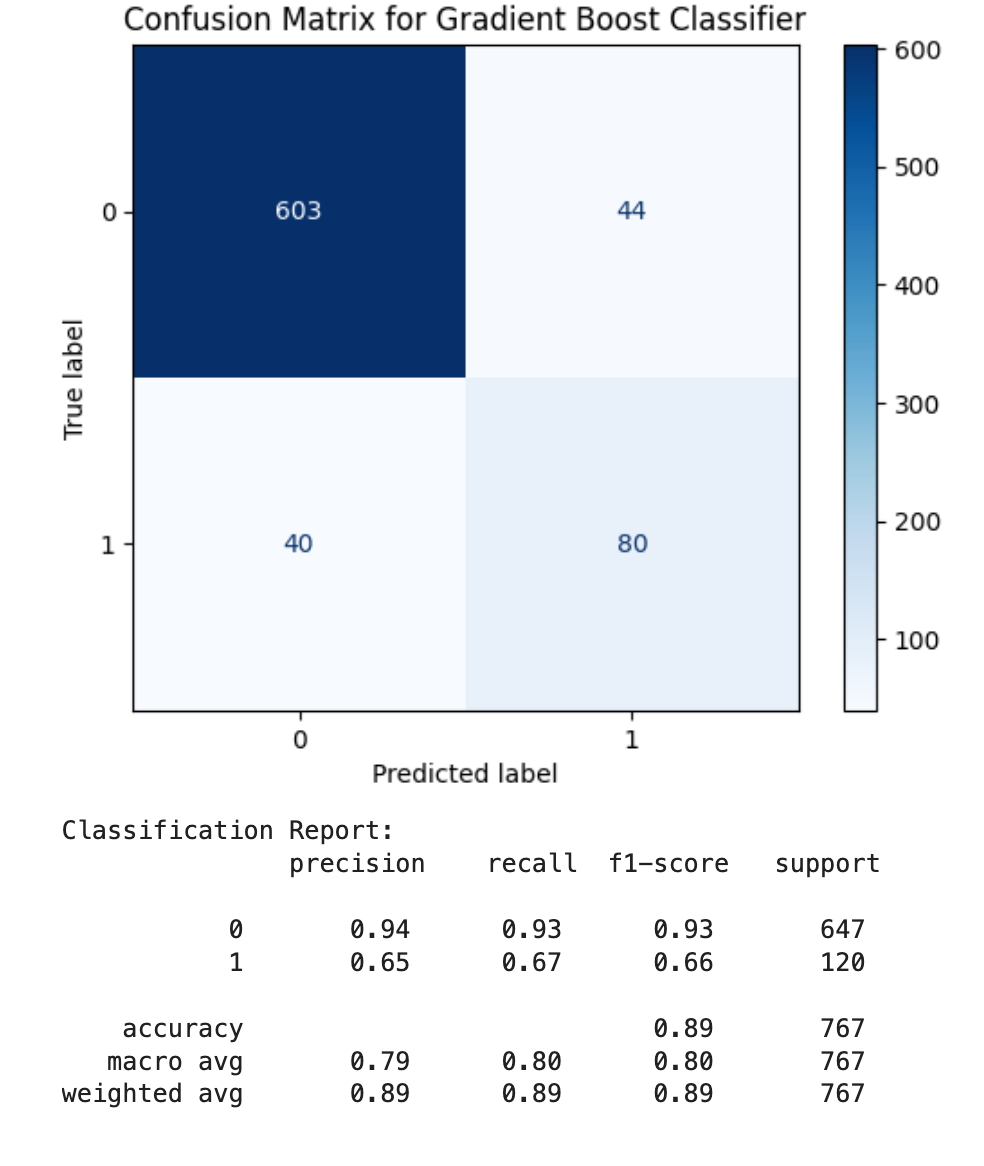 Confusion Matrix for Gradient Boost Classifier
600
500
400
300
200
100
True label
0
603
44
1
40
80
0
1
Predicted label
Classification Report:
precision recall f1-score support
0 0.94 0.93 0.93 647
1 0.65 0.67 0.66 120
accuracy 0.89 767
macro avg 0.79 0.80 0.80 767
weighted avg 0.89 0.89 0.89 767